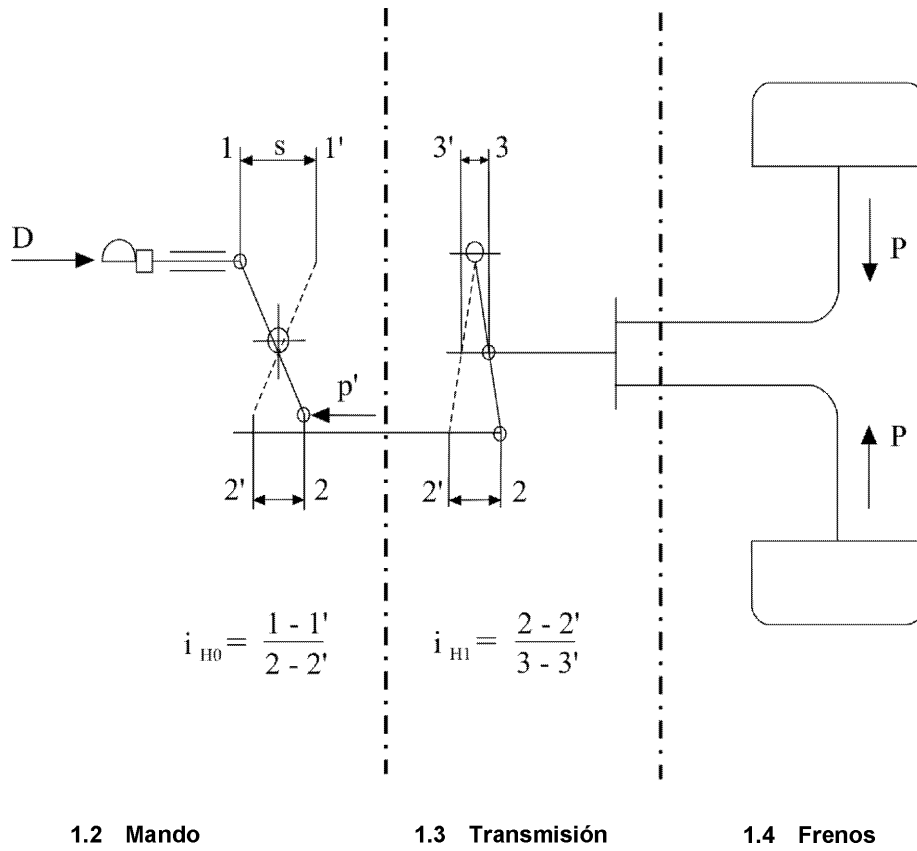 1 s 1' 3' 3
D P
p' P
2' 2 2' 2
i H0 = 1 - 1' / 2 - 2' i H1 = 2 - 2' / 3 - 3'
1.2 Mando 1.3 Transmisión 1.4 Frenos